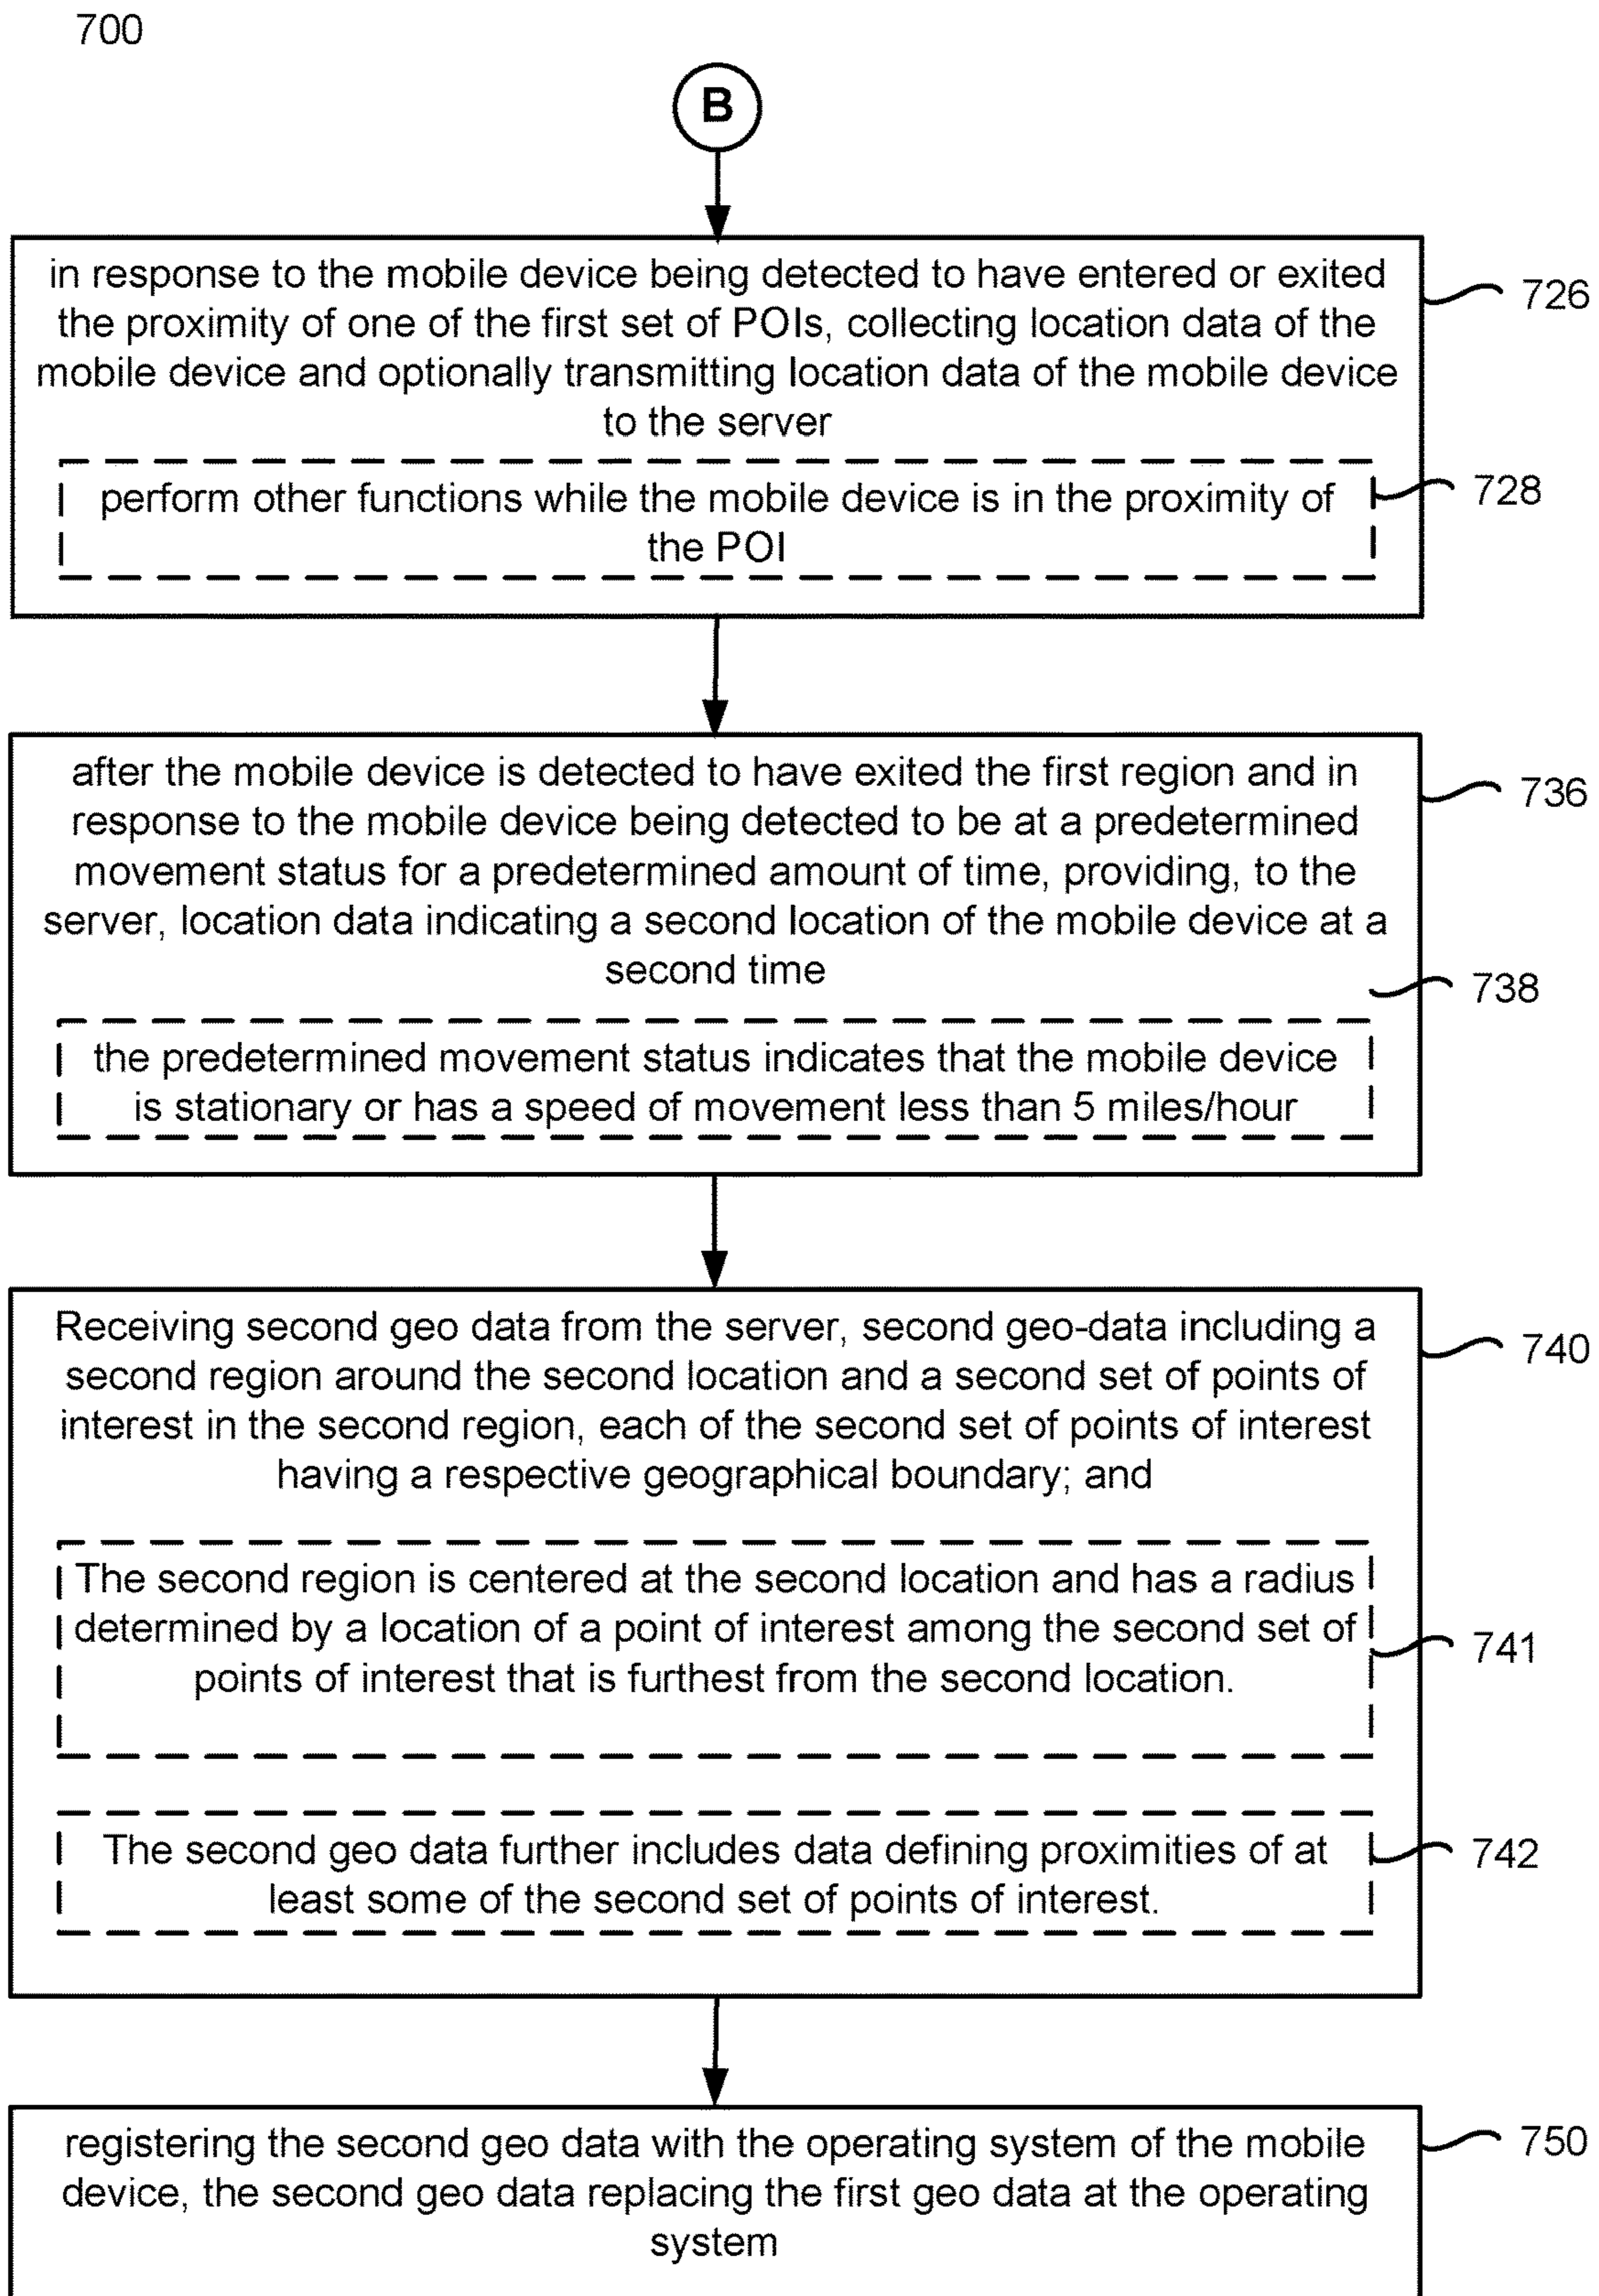 700
B
in response to the mobile device being detected to have entered or exited
the proximity of one of the first set of POIs, collecting location data of the
mobile device and optionally transmitting location data of the mobile device
to the server
726
perform other functions while the mobile device is in the proximity of
the POI
728
after the mobile device is detected to have exited the first region and in
response to the mobile device being detected to be at a predetermined
movement status for a predetermined amount of time, providing, to the
server, location data indicating a second location of the mobile device at a
second time
736
738
the predetermined movement status indicates that the mobile device
is stationary or has a speed of movement less than 5 miles/hour
Receiving second geo data from the server, second geo-data including a
second region around the second location and a second set of points of
interest in the second region, each of the second set of points of interest
having a respective geographical boundary; and
740
The second region is centered at the second location and has a radius
determined by a location of a point of interest among the second set of
points of interest that is furthest from the second location.
741
The second geo data further includes data defining proximities of at
least some of the second set of points of interest.
742
registering the second geo data with the operating system of the mobile
device, the second geo data replacing the first geo data at the operating
system
750